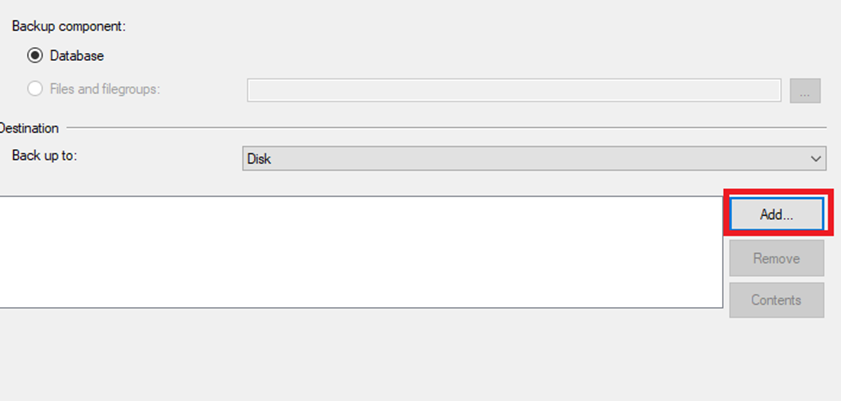 Backup component:
Database
Files and filegroups:
...
Destination
Back up to:
Disk
Add...
Remove
Contents